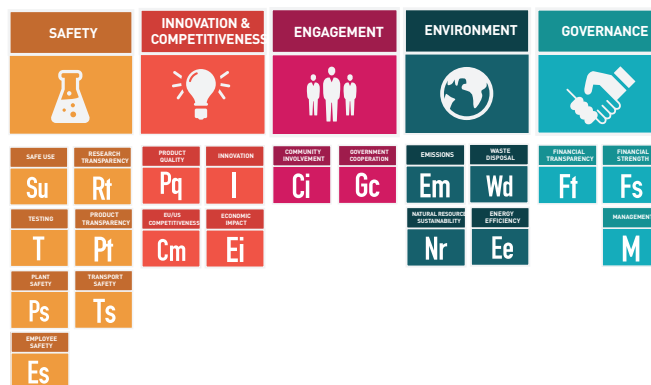 SAFETY
INNOVATION &
COMPETITIVENESS
ENGAGEMENT
ENVIRONMENT
GOVERNANCE
SAFE USE
Su
RESEARCH
TRANSPARENCY
Rt
PRODUCT
QUALITY
Pq
INNOVATION
I
COMMUNITY
INVOLVEMENT
Ci
GOVERNMENT
COOPERATION
Gc
EMISSIONS
Em
WASTE
DISPOSAL
Wd
FINANCIAL
TRANSPARENCY
Ft
FINANCIAL
STRENGTH
Fs
TESTING
T
PRODUCT
TRANSPARENCY
Pt
EU/US
COMPETITIVENESS
Cm
ECONOMIC
IMPACT
Ei
NATURAL RESOURCE
SUSTAINABILITY
Nr
ENERGY
EFFICIENCY
Ee
MANAGEMENT
M
PLANT
SAFETY
Ps
TRANSPORT
SAFETY
Ts
EMPLOYEE
SAFETY
Es